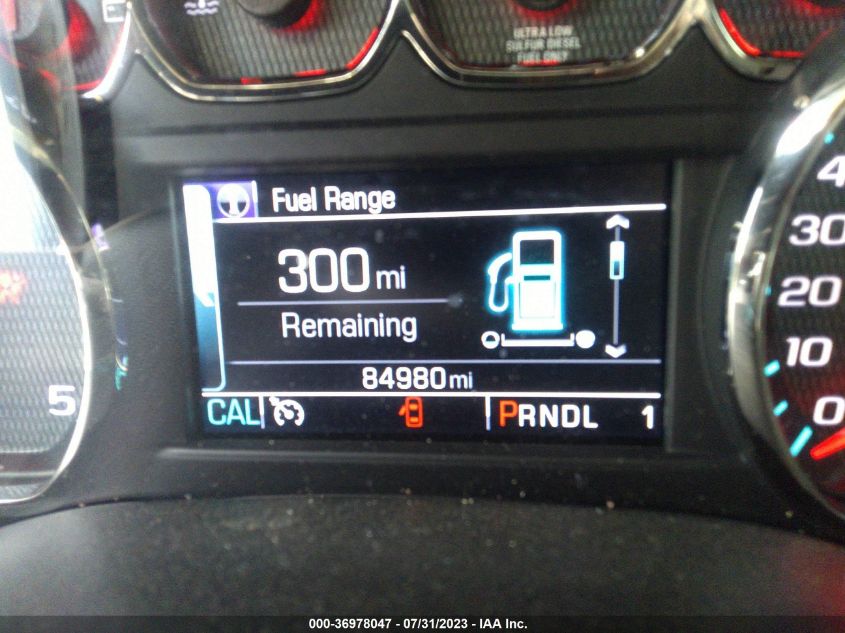 ULTRA LOW
SULFUR DIESEL
FUEL ONLY
Fuel Range
300 mi
Remaining
84980 mi
CAL PRNDL 1
5
4
30
20
10
0
000-36978047 - 07/31/2023 - IAA Inc.